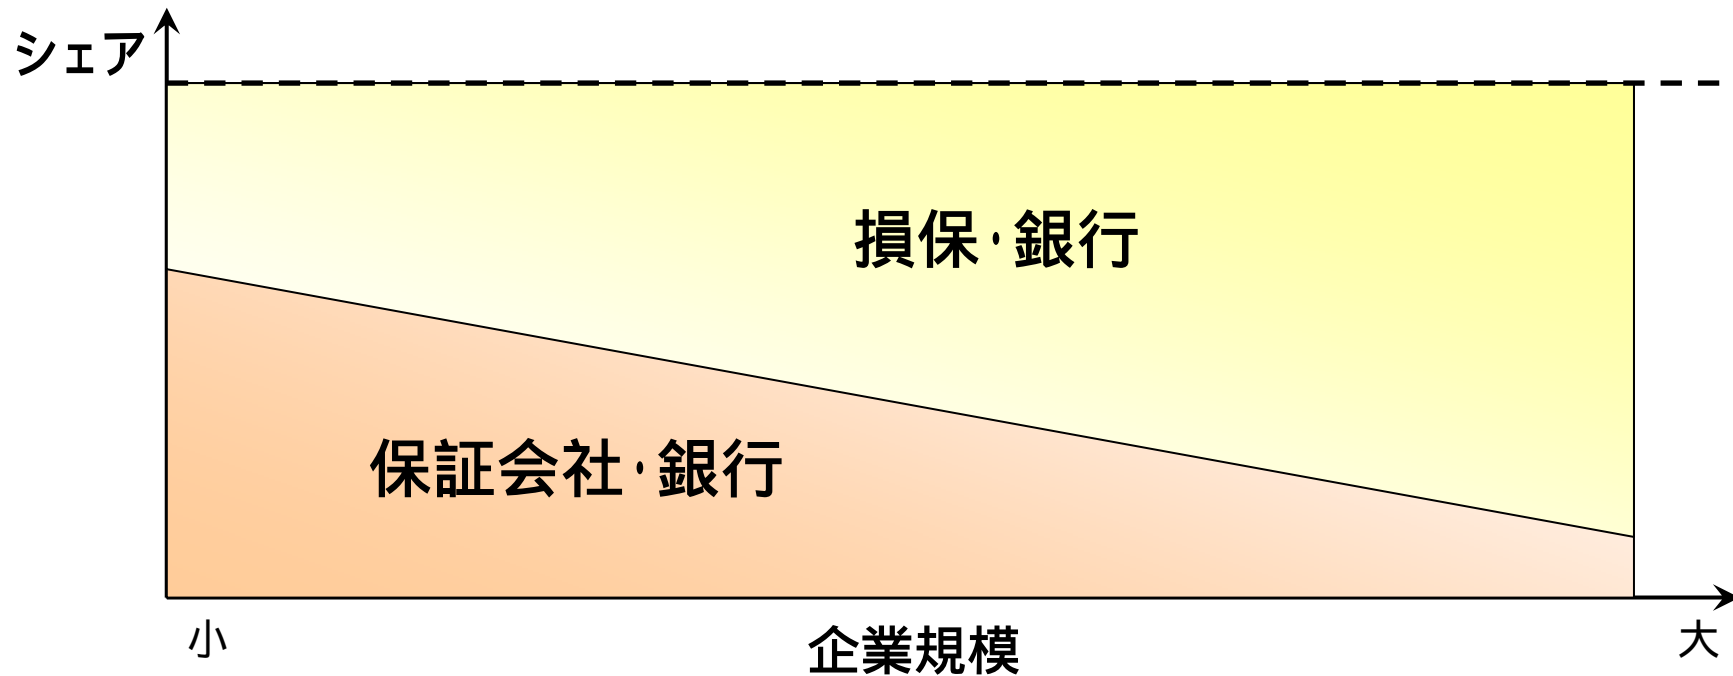 シェア
損保・銀行
保証会社・銀行
小
企業規模
大